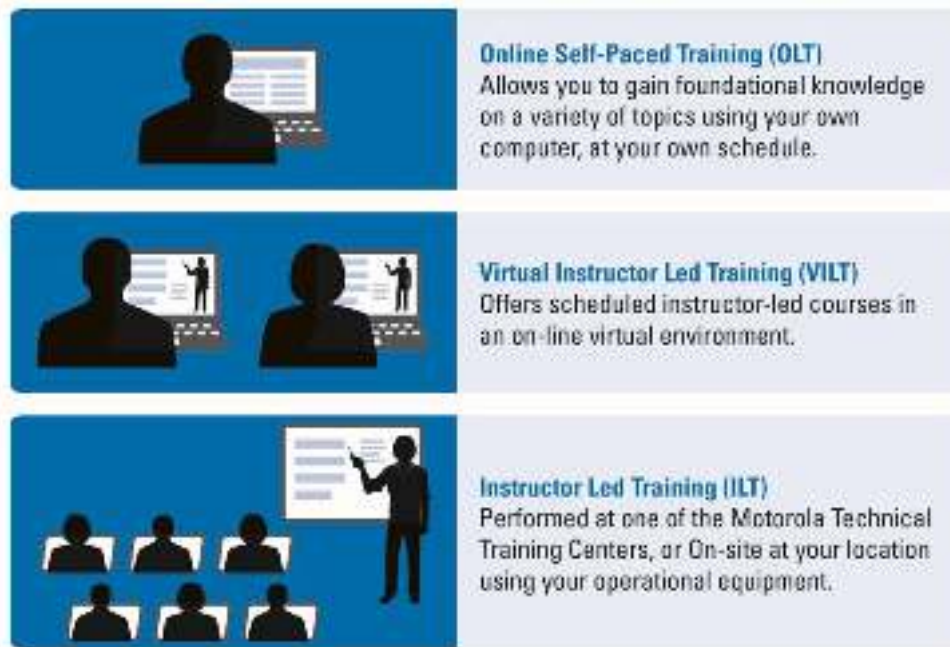 Online Self-Paced Training (OLT)
Allows you to gain foundational knowledge
on a variety of topics using your own
computer, at your own schedule.
Virtual Instructor Led Training (VILT)
Offers scheduled instructor-led courses in
an on-line virtual environment.
Instructor Led Training (ILT)
Performed at one of the Motorola Technical
Training Centers, or On-site at your location
using your operational equipment.